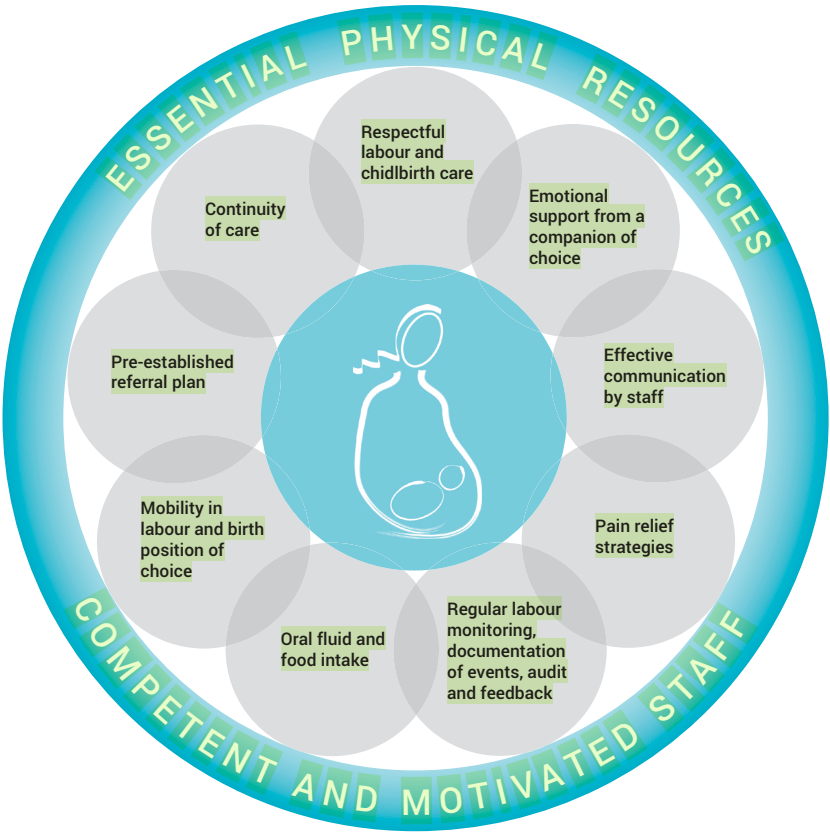 ESSENTIAL PHYSICAL RESOURCES
Respectful
labour and
chidlbirth care
Emotional
support from a
companion of
choice
Effective
communication
by staff
Pain relief
strategies
Regular labour
monitoring,
documentation
of events, audit
and feedback
Oral fluid and
food intake
Mobility in
labour and birth
position of
choice
Pre-established
referral plan
Continuity
of care
COMPETENT AND MOTIVATED STAFF